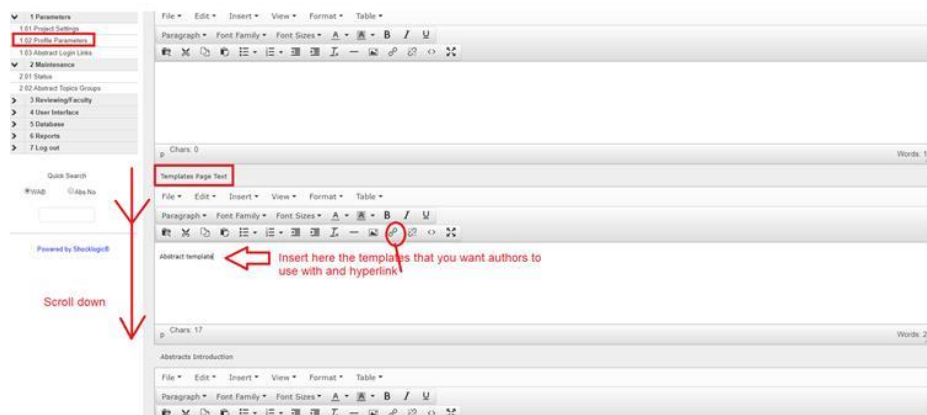 1 Parameters
1.01 Project Settings
1.02 Profile Parameters
1.03 Abstract Login Links
2 Maintenance
2.01 Status
2.02 Abstract Topics Groups
3 Reviewing/Faculty
4 User Interface
5 Database
6 Reports
7 Log out
Quick Search
WAB Abs No
Powered by Shocklogic®
Scroll down
File Edit Insert View Format Table
Paragraph Font Family Font Sizes A A B I U
p Chars: 0 Words: 1
Templates Page Text
File Edit Insert View Format Table
Paragraph Font Family Font Sizes A A B I U
Abstract template
Insert here the templates that you want authors to
use with and hyperlink
p Chars: 17 Words: 2
Abstracts Introduction
File Edit Insert View Format Table
Paragraph Font Family Font Sizes A A B I U